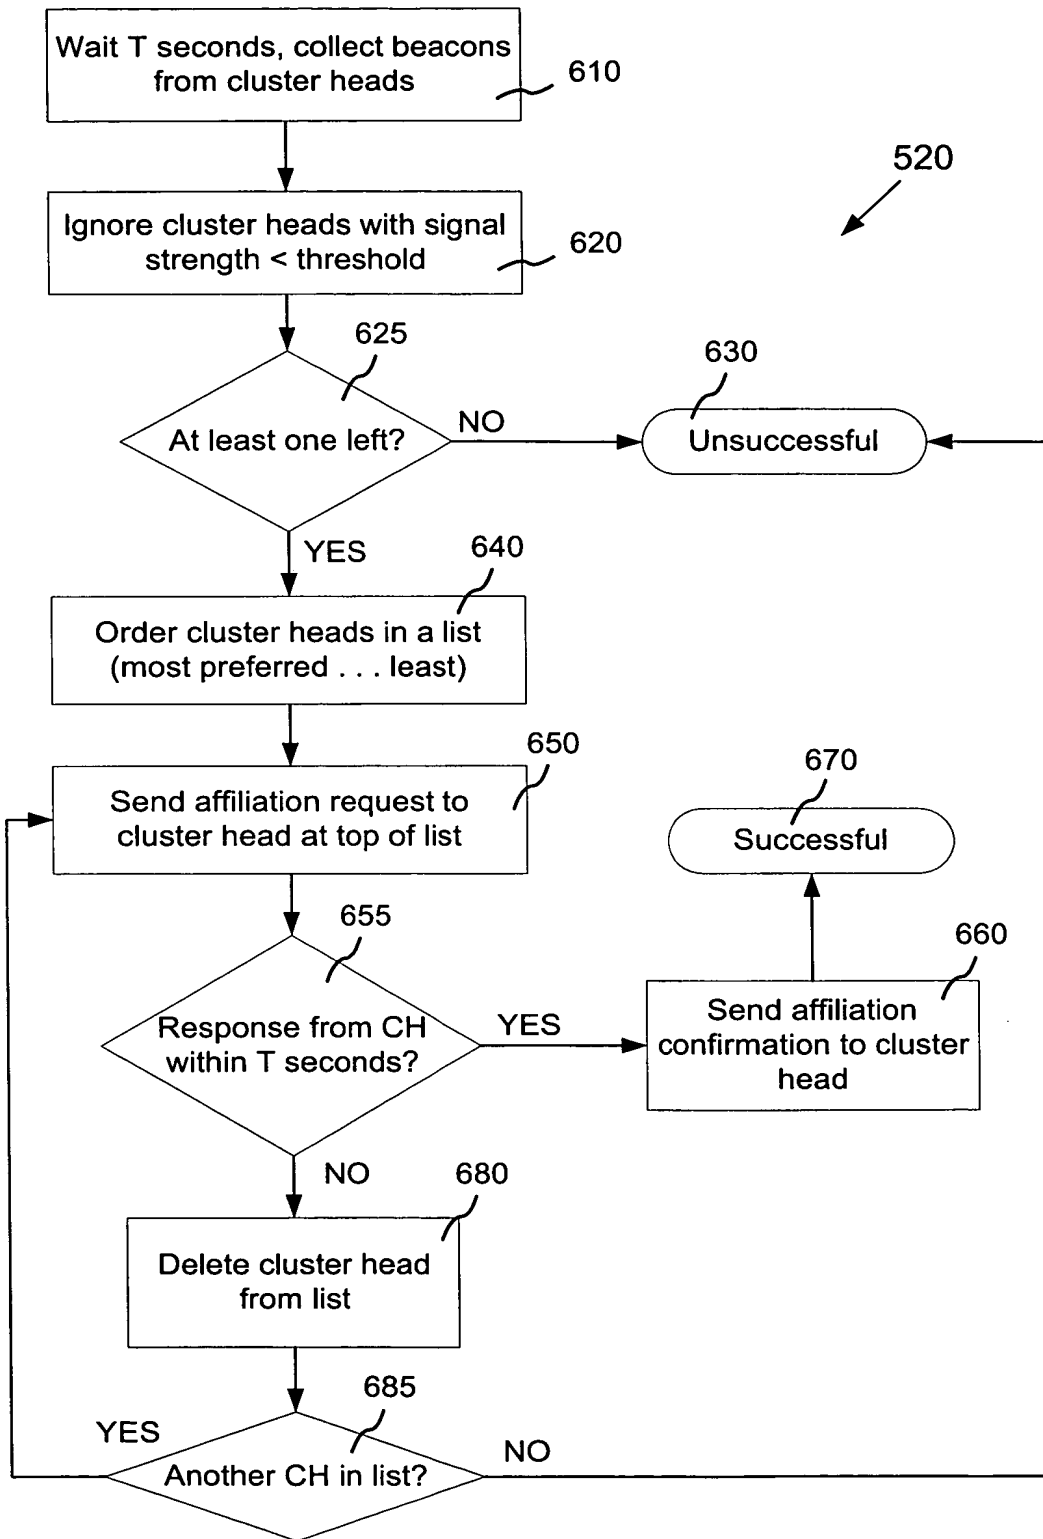 Wait T seconds, collect beacons
from cluster heads
610
520
Ignore cluster heads with signal
strength < threshold
620
625
630
At least one left?
NO
Unsuccessful
YES
640
Order cluster heads in a list
(most preferred . . . least)
650
Send affiliation request to
cluster head at top of list
670
Successful
655
660
Response from CH
within T seconds?
YES
Send affiliation
confirmation to cluster
head
NO
680
Delete cluster head
from list
685
YES
Another CH in list?
NO